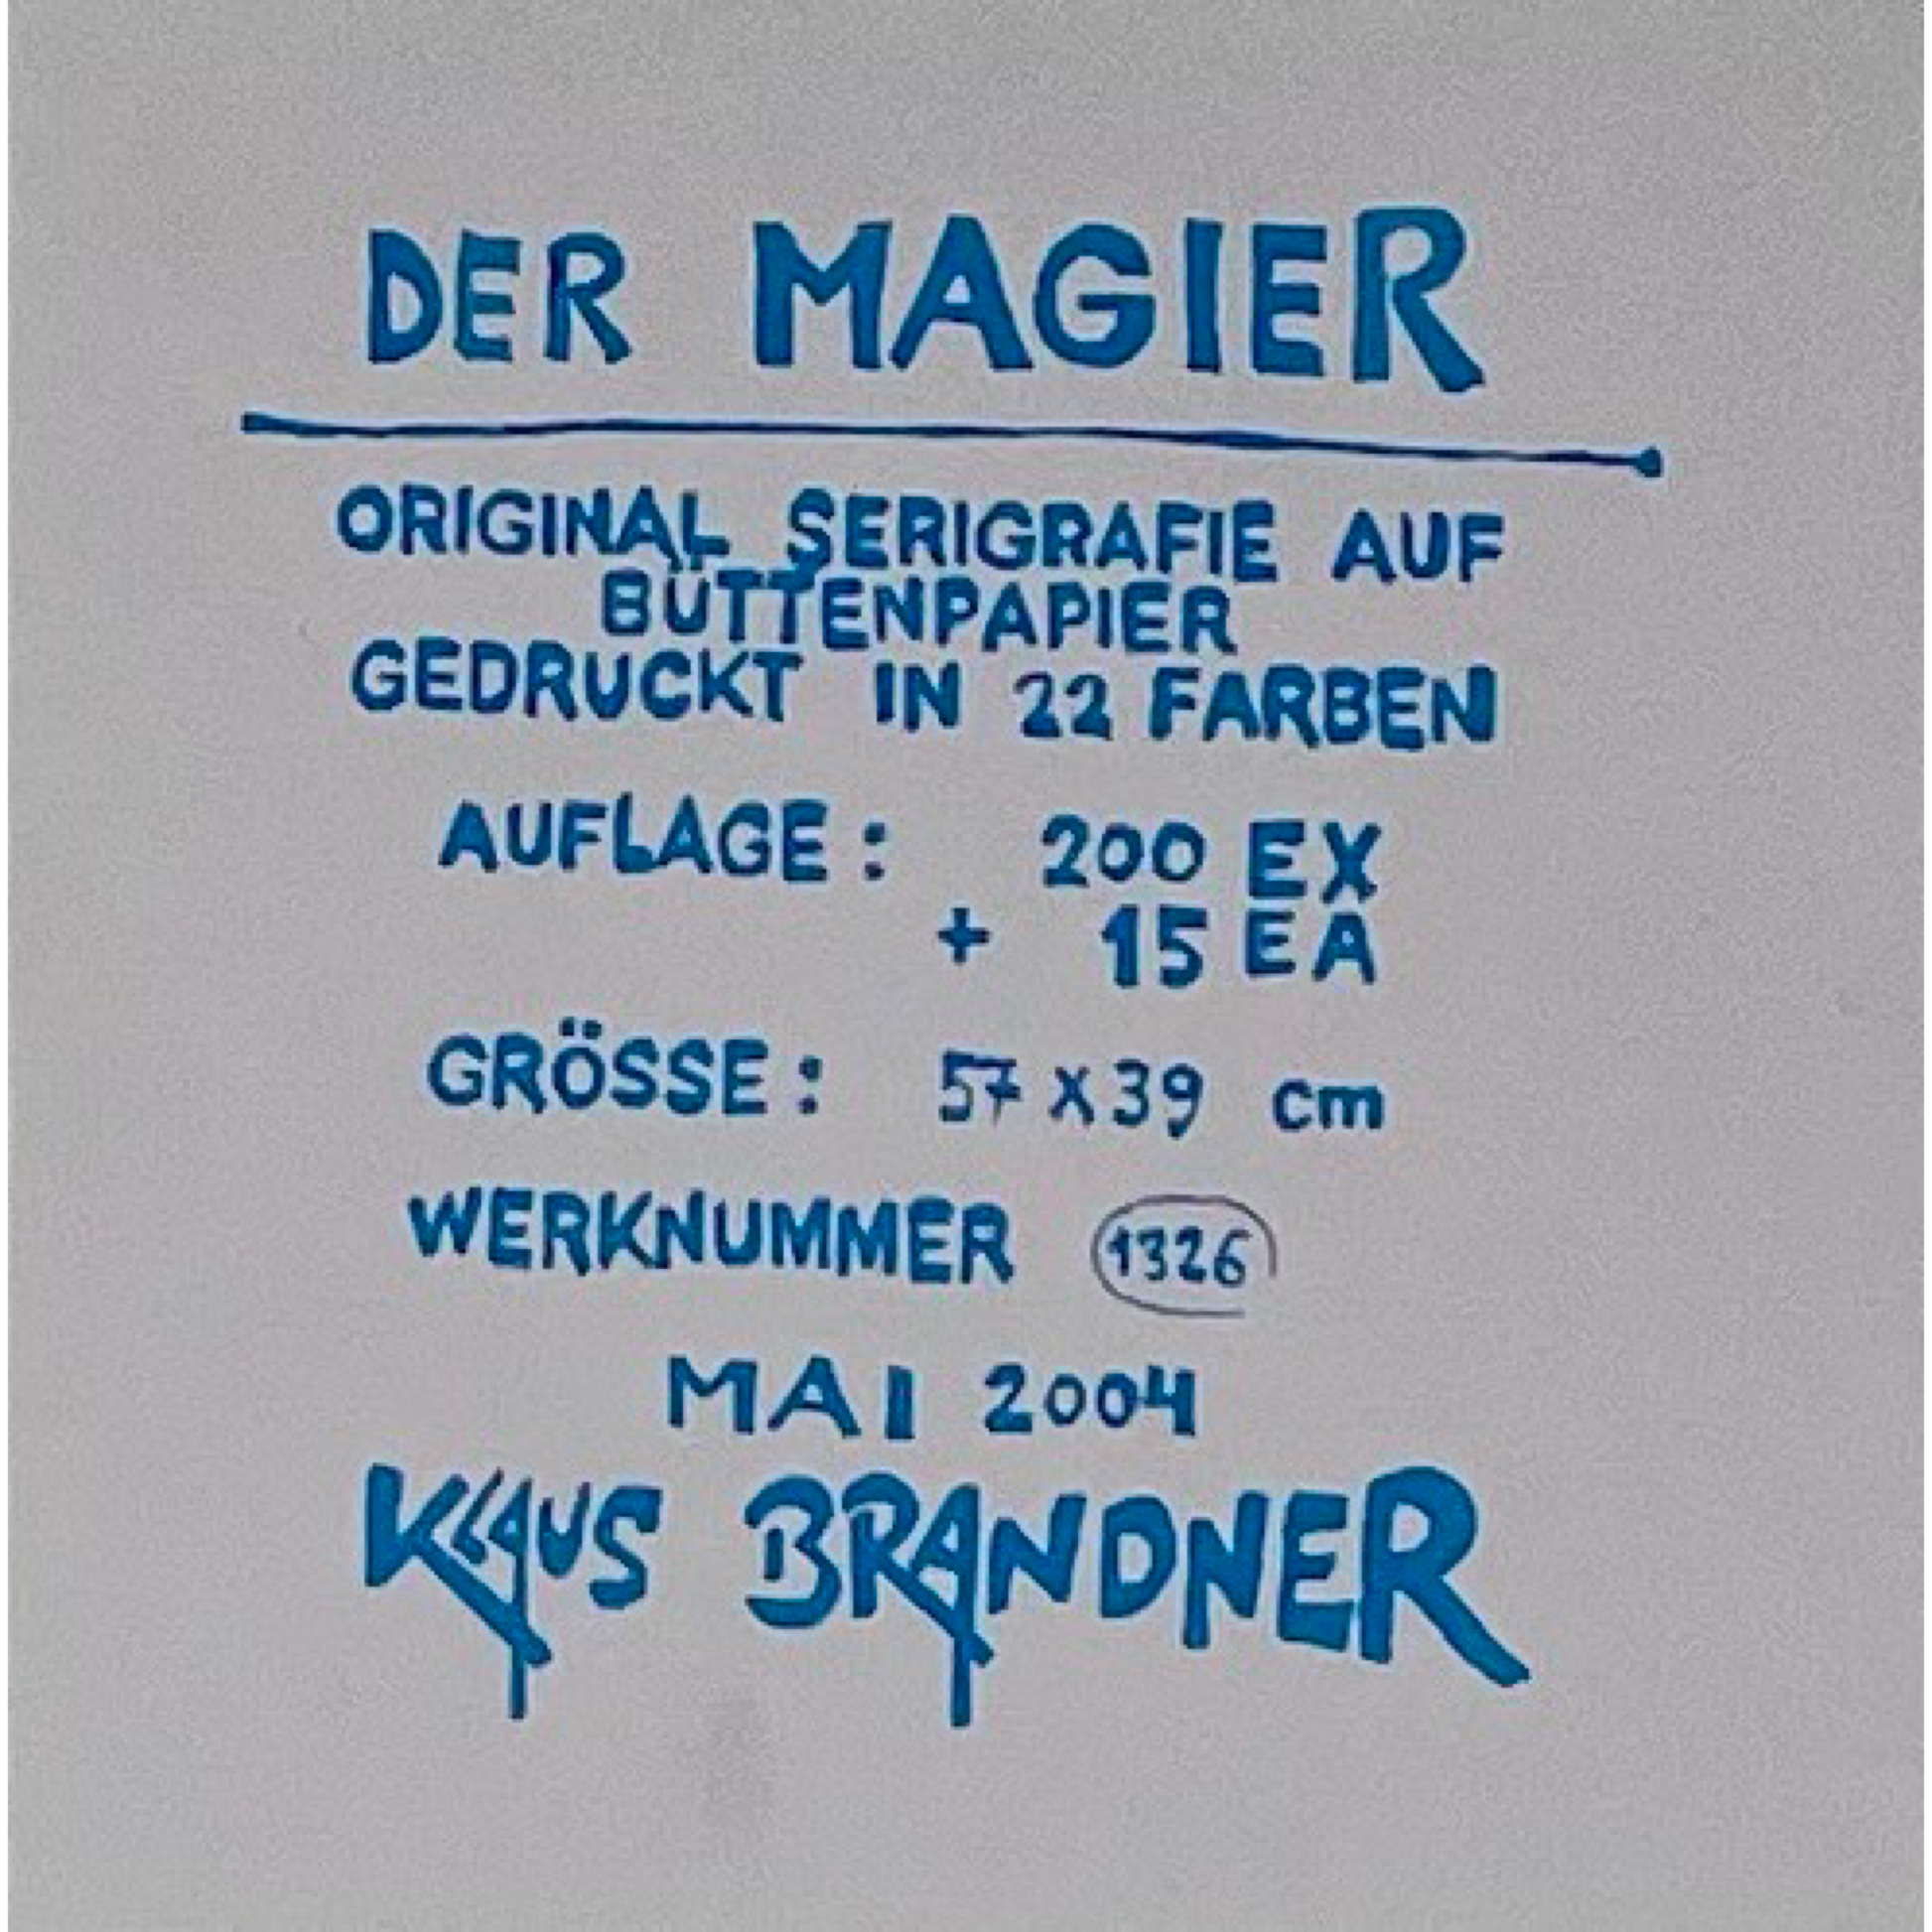 DER MAGIER
ORIGINAL SERIGRAFIE AUF
BÜTTENPAPIER
GEDRUCKT IN 22 FARBEN
AUFLAGE: 200 EX
+ 15 EA
GRÖSSE: 57 x 39 cm
WERKNUMMER 1326
MAI 2004
KLAUS BRANDNER